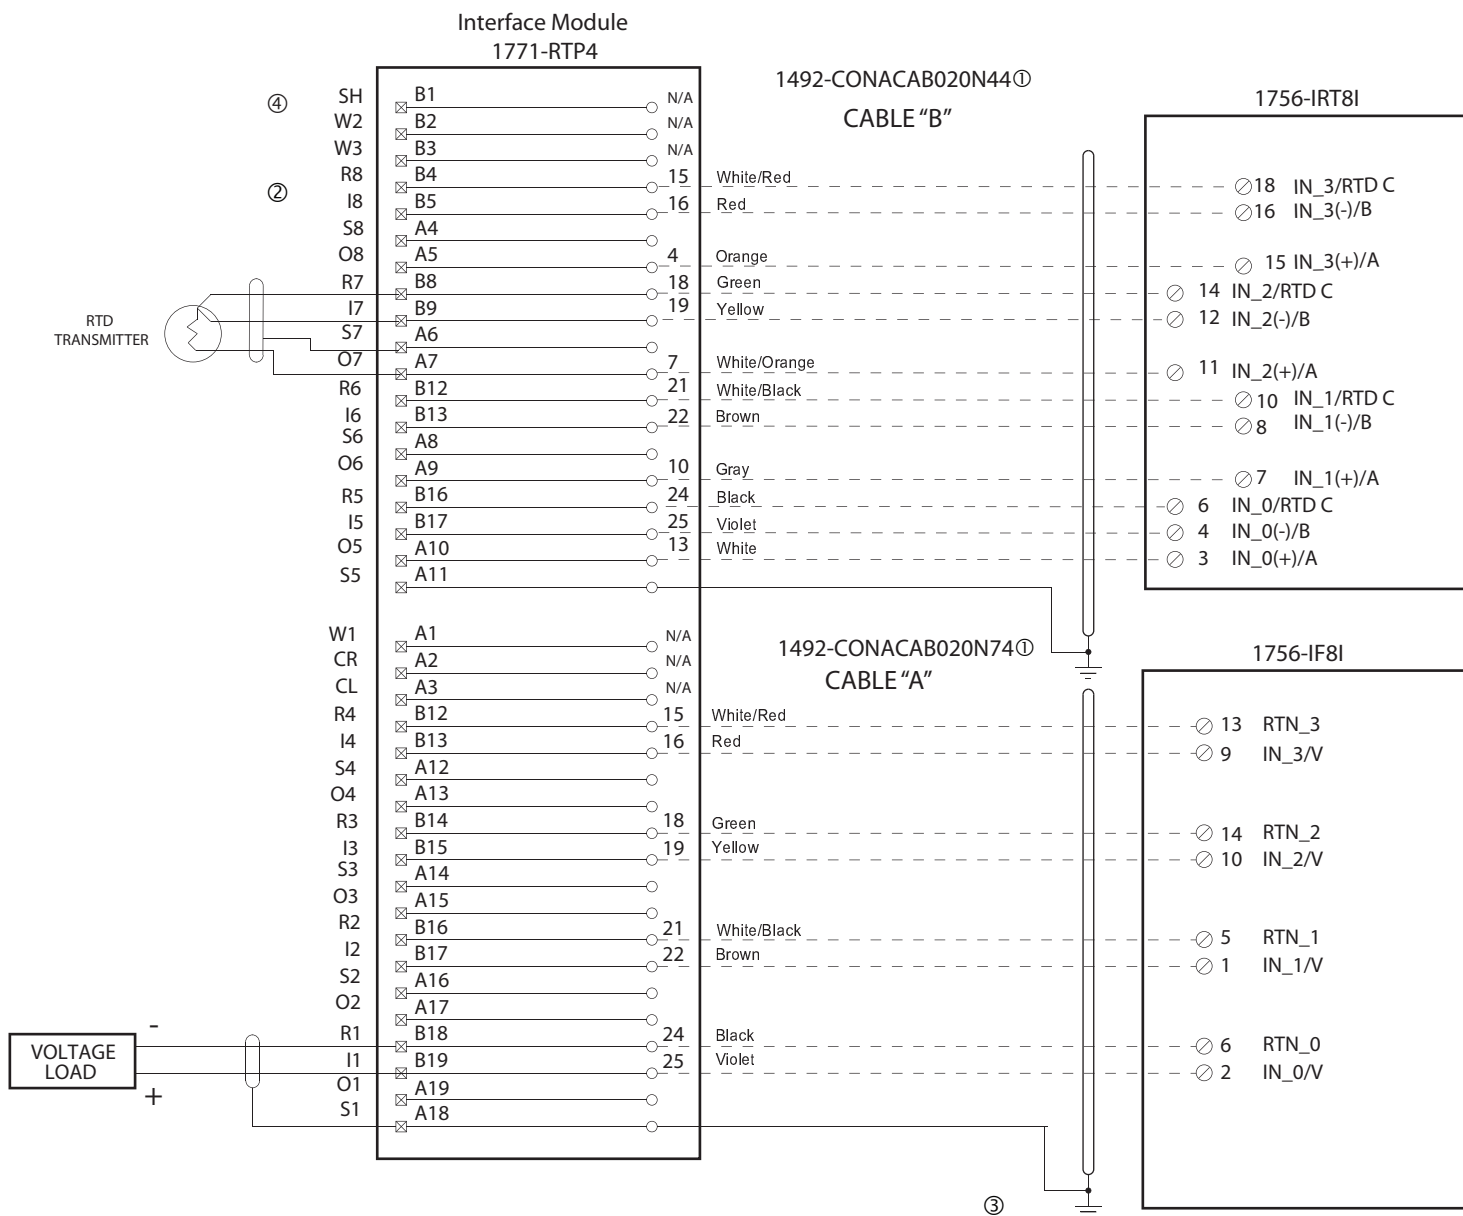 Interface Module
1771-RTP4
1492-CONACAB020N44①
CABLE “B”
1756-IRT8I
④
②
SH B1 N/A
W2 B2 N/A
W3 B3 N/A
R8 B4 15 White/Red 18 IN_3/RTD C
I8 B5 16 Red 16 IN_3(-)/B
S8 A4
O8 A5 4 Orange 15 IN_3(+)/A
R7 B8 18 Green 14 IN_2/RTD C
I7 B9 19 Yellow 12 IN_2(-)/B
RTD
TRANSMITTER
S7 A6
O7 A7 7 White/Orange 11 IN_2(+)/A
R6 B12 21 White/Black 10 IN_1/RTD C
I6 B13 22 Brown 8 IN_1(-)/B
S6 A8
O6 A9 10 Gray 7 IN_1(+)/A
R5 B16 24 Black 6 IN_0/RTD C
I5 B17 25 Violet 4 IN_0(-)/B
O5 A10 13 White 3 IN_0(+)/A
S5 A11
1492-CONACAB020N74①
CABLE “A”
1756-IF8I
W1 A1 N/A
CR A2 N/A
CL A3 N/A
R4 B12 15 White/Red 13 RTN_3
I4 B13 16 Red 9 IN_3/V
S4 A12
O4 A13
R3 B14 18 Green 14 RTN_2
I3 B15 19 Yellow 10 IN_2/V
S3 A14
O3 A15
R2 B16 21 White/Black 5 RTN_1
I2 B17 22 Brown 1 IN_1/V
S2 A16
O2 A17
- R1 B18 24 Black 6 RTN_0
VOLTAGE
LOAD
I1 B19 25 Violet 2 IN_0/V
+ O1 A19
S1 A18
③